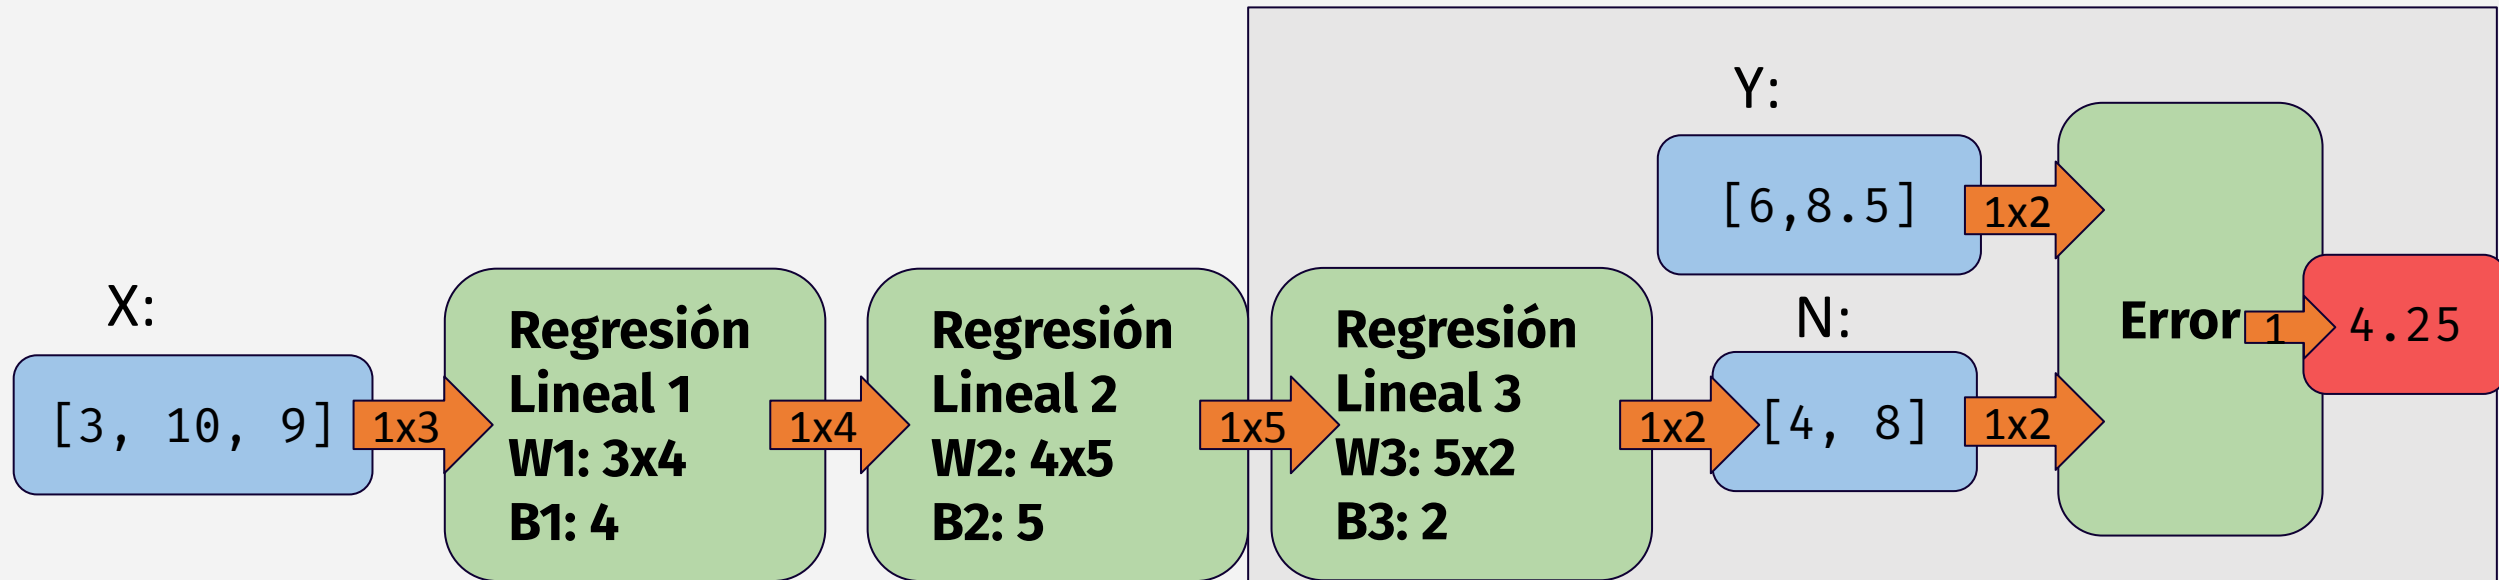 X:
[3,  10, 9]
1x3
Regresión
Lineal 1
W1: 3x4
B1: 4
1x4
Regresión
Lineal 2
W2: 4x5
B2: 5
1x5
Regresión
Lineal 3
W3: 5x2
B3: 2
1x2
Y:
[6,8.5]
1x2
N:
[4, 8]
1x2
Error
1
4.25